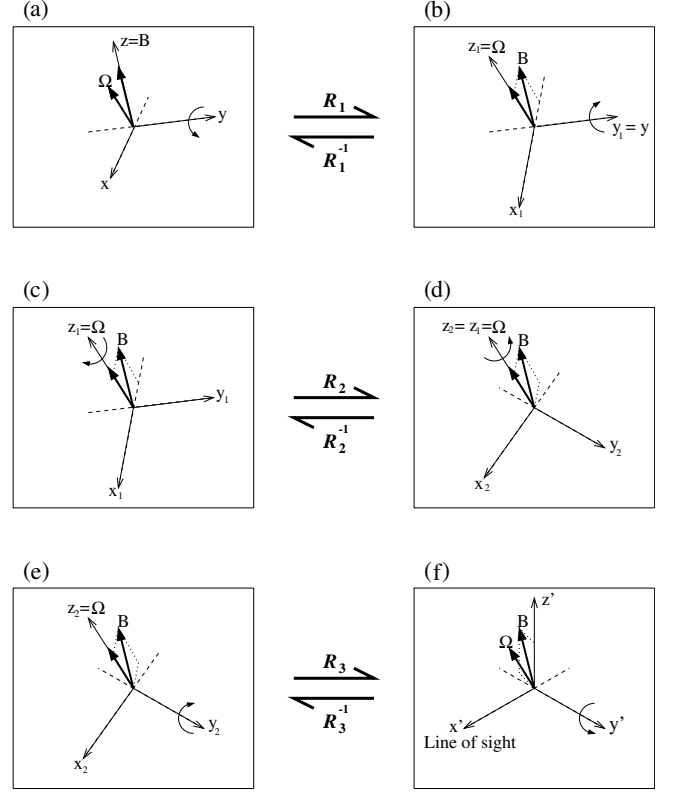 (a)
z=B
Ω
y
x
R₁
R₁⁻¹
(b)
z₁=Ω
B
y₁ = y
x₁
(c)
z₁=Ω
B
y₁
x₁
R₂
R₂⁻¹
(d)
z₂= z₁=Ω
B
y₂
x₂
(e)
z₂=Ω
B
y₂
x₂
R₃
R₃⁻¹
(f)
z’
B
Ω
x’
y’
Line of sight